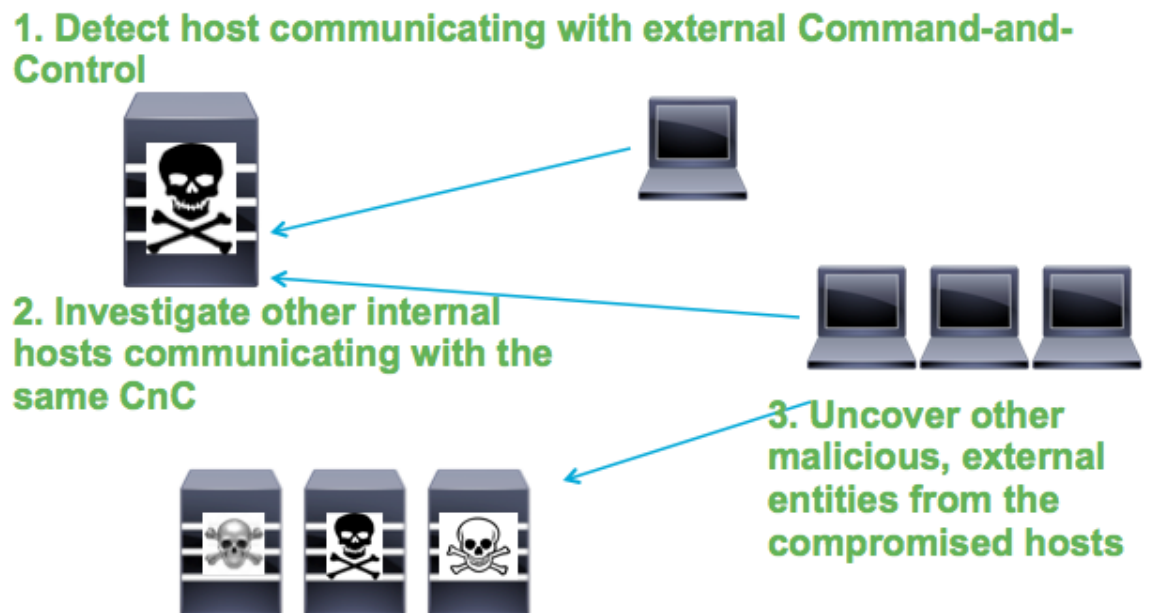 1. Detect host communicating with external Command-and-
Control
2. Investigate other internal
hosts communicating with the
same CnC
3. Uncover other
malicious, external
entities from the
compromised hosts